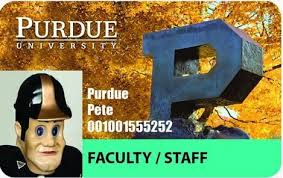 PURDUE
UNIVERSITY
Purdue
Pete
001001555252
FACULTY / STAFF